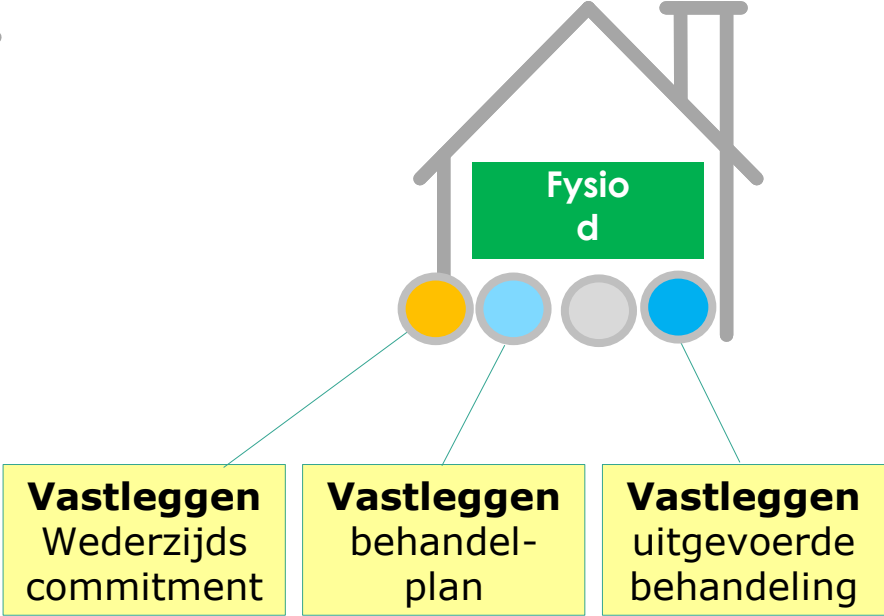 Fysio
d
Vastleggen
Wederzijds
commitment
Vastleggen
behandel-
plan
Vastleggen
uitgevoerde
behandeling